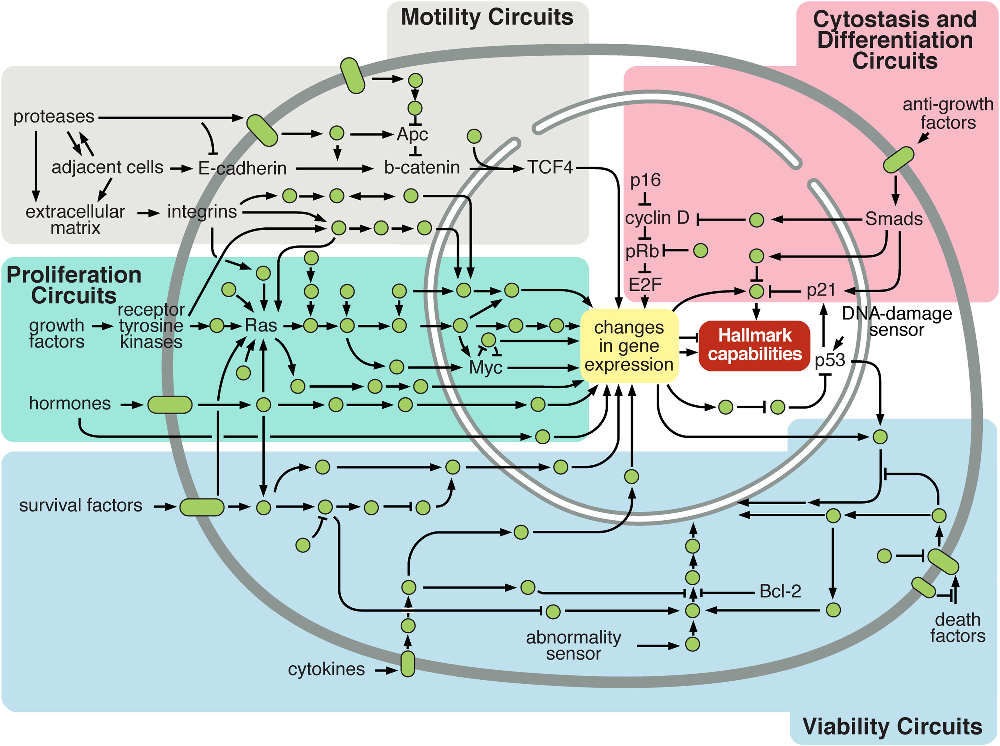 Motility Circuits
Cytostasis and
Differentiation
Circuits
anti-growth
factors
proteases
Apc
adjacent cells
E-cadherin
b-catenin
TCF4
p16
extracellular
matrix
integrins
cyclin D
Smads
pRb
E2F
p21
Proliferation
Circuits
receptor
tyrosine
kinases
growth
factors
Ras
changes
in gene
expression
Hallmark
capabilities
DNA-damage
sensor
p53
Myc
hormones
survival factors
Bcl-2
death
factors
abnormality
sensor
cytokines
Viability Circuits